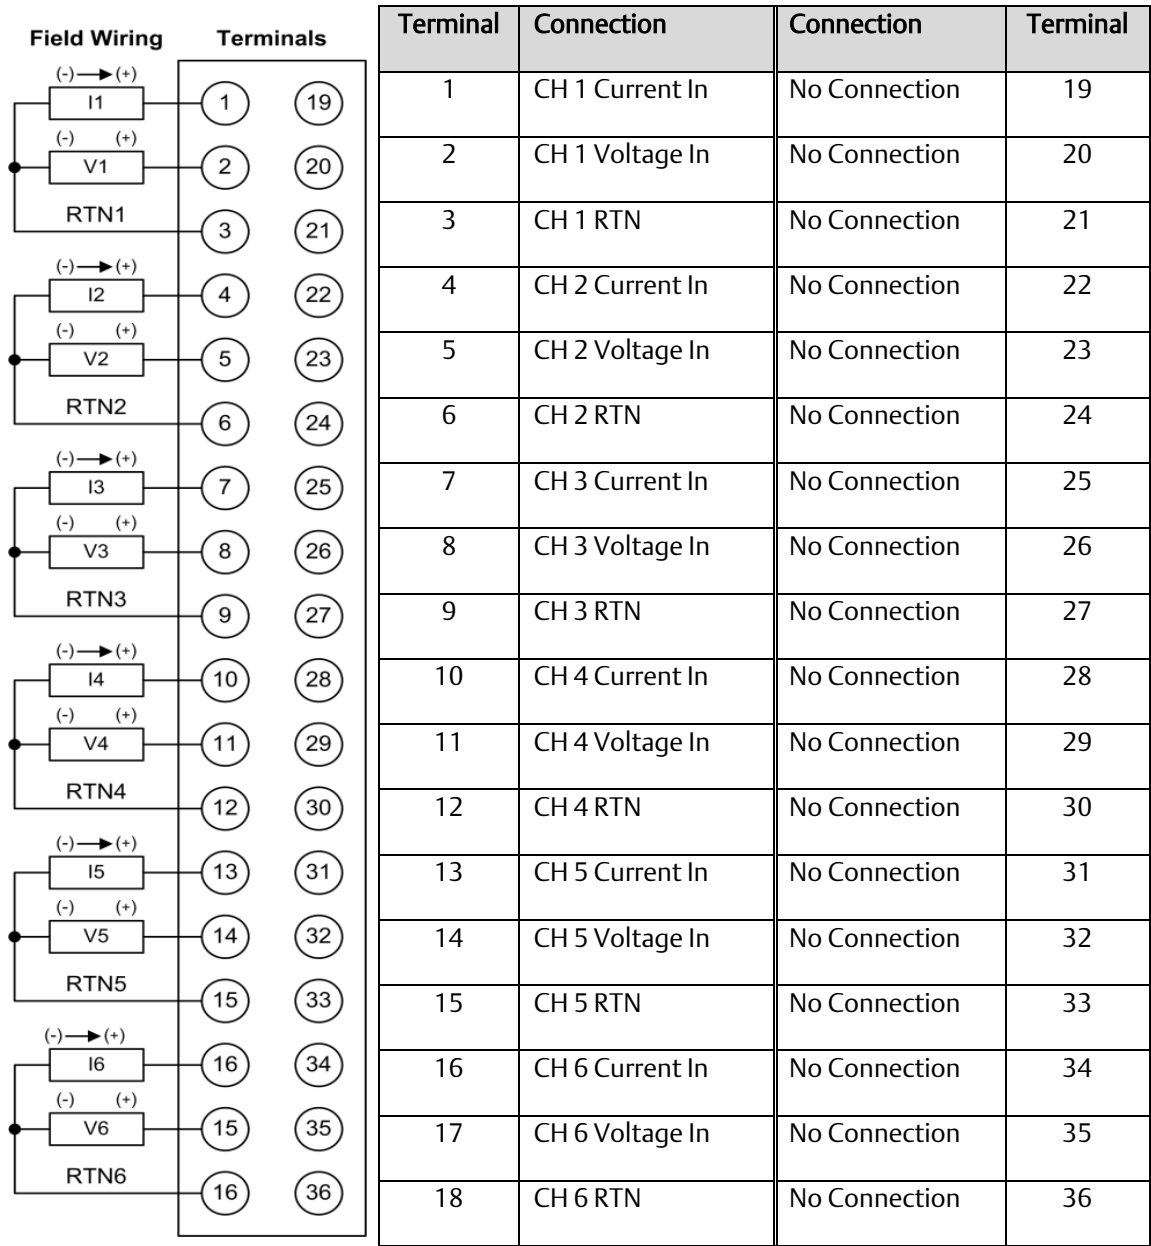 Field Wiring Terminals
(-) (+)
I1 1 19
(-) (+)
V1 2 20
RTN1
3 21
(-) (+)
I2 4 22
(-) (+)
V2 5 23
RTN2
6 24
(-) (+)
I3 7 25
(-) (+)
V3 8 26
RTN3
9 27
(-) (+)
I4 10 28
(-) (+)
V4 11 29
RTN4
12 30
(-) (+)
I5 13 31
(-) (+)
V5 14 32
RTN5
15 33
(-) (+)
I6 16 34
(-) (+)
V6 15 35
RTN6
16 36
Terminal Connection Connection Terminal
1 CH 1 Current In No Connection 19
2 CH 1 Voltage In No Connection 20
3 CH 1 RTN No Connection 21
4 CH 2 Current In No Connection 22
5 CH 2 Voltage In No Connection 23
6 CH 2 RTN No Connection 24
7 CH 3 Current In No Connection 25
8 CH 3 Voltage In No Connection 26
9 CH 3 RTN No Connection 27
10 CH 4 Current In No Connection 28
11 CH 4 Voltage In No Connection 29
12 CH 4 RTN No Connection 30
13 CH 5 Current In No Connection 31
14 CH 5 Voltage In No Connection 32
15 CH 5 RTN No Connection 33
16 CH 6 Current In No Connection 34
17 CH 6 Voltage In No Connection 35
18 CH 6 RTN No Connection 36